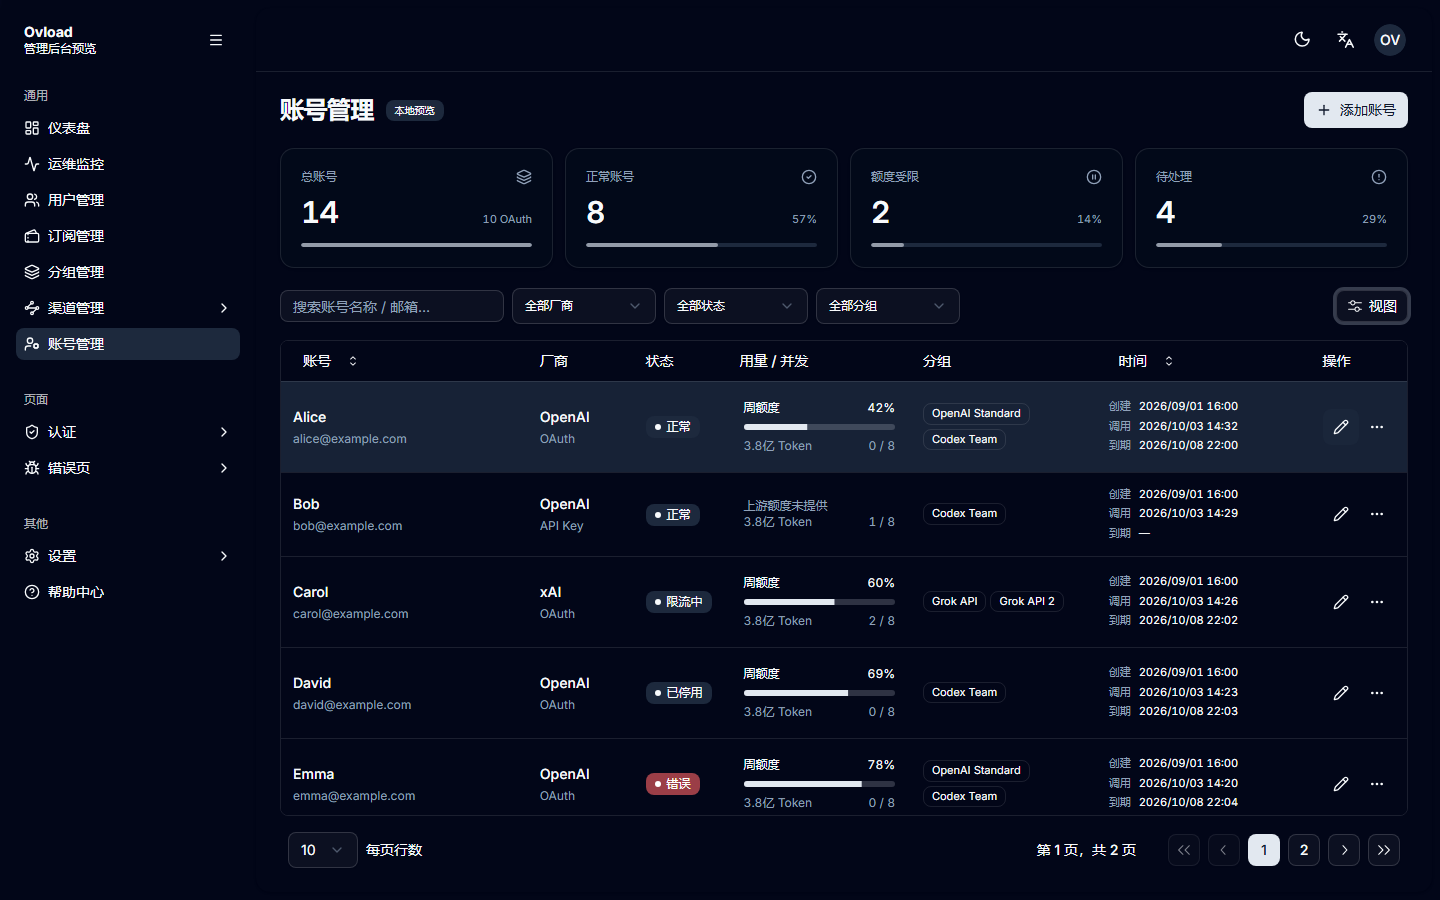 Ovload
管理后台预览
通用
仪表盘
运维监控
用户管理
订阅管理
分组管理
渠道管理
账号管理
页面
认证
错误页
其他
设置
帮助中心
OV
账号管理 本地预览
添加账号
总账号
14 10 OAuth
正常账号
8 57%
额度受限
2 14%
待处理
4 29%
搜索账号名称 / 邮箱... 全部厂商 全部状态 全部分组 视图
账号 厂商 状态 用量 / 并发 分组 时间 操作
Alice
alice@example.com
OpenAI
OAuth
正常
周额度 42%
3.8亿 Token 0 / 8
OpenAI Standard
Codex Team
创建 2026/09/01 16:00
调用 2026/10/03 14:32
到期 2026/10/08 22:00
Bob
bob@example.com
OpenAI
API Key
正常
上游额度未提供
3.8亿 Token 1 / 8
Codex Team
创建 2026/09/01 16:00
调用 2026/10/03 14:29
到期 —
Carol
carol@example.com
xAI
OAuth
限流中
周额度 60%
3.8亿 Token 2 / 8
Grok API Grok API 2
创建 2026/09/01 16:00
调用 2026/10/03 14:26
到期 2026/10/08 22:02
David
david@example.com
OpenAI
OAuth
已停用
周额度 69%
3.8亿 Token 0 / 8
Codex Team
创建 2026/09/01 16:00
调用 2026/10/03 14:23
到期 2026/10/08 22:03
Emma
emma@example.com
OpenAI
OAuth
错误
周额度 78%
3.8亿 Token 0 / 8
OpenAI Standard
Codex Team
创建 2026/09/01 16:00
调用 2026/10/03 14:20
到期 2026/10/08 22:04
10 每页行数
第 1 页，共 2 页
1 2